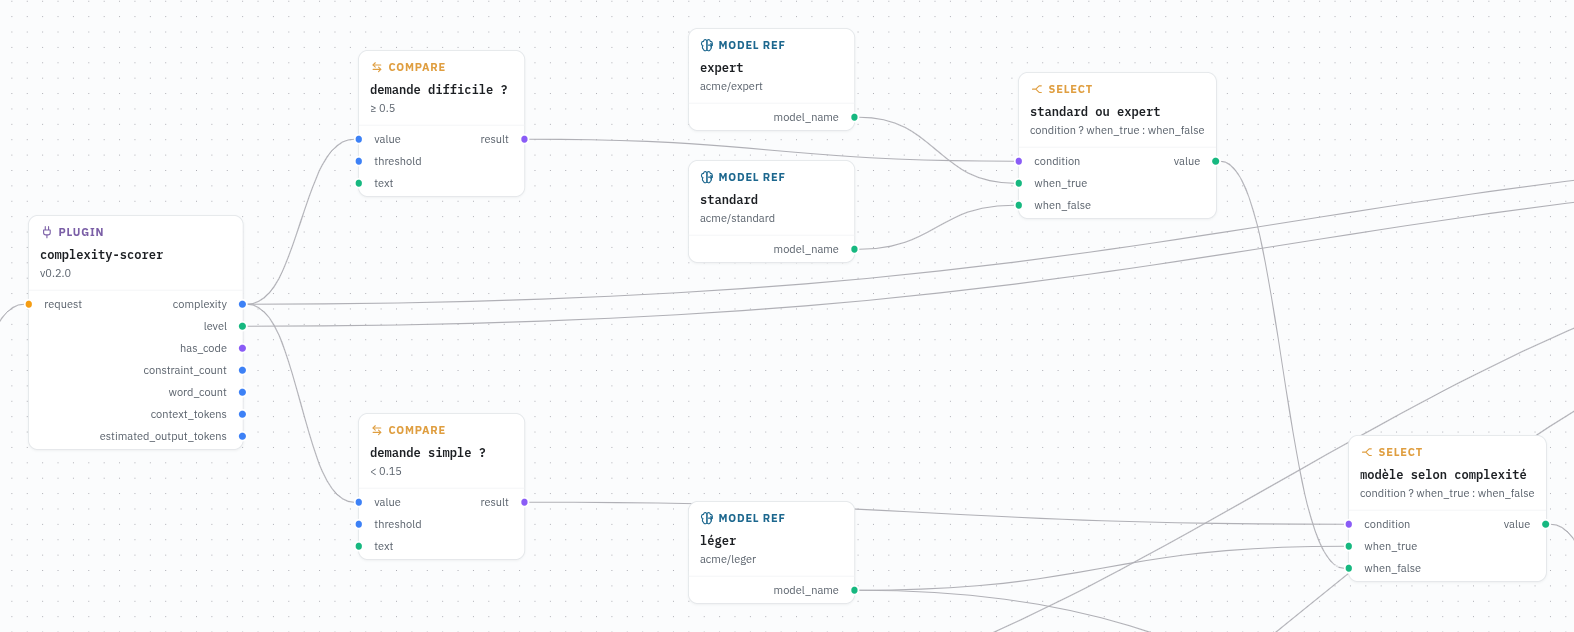 PLUGIN
complexity-scorer
v0.2.0
request complexity
level
has_code
constraint_count
word_count
context_tokens
estimated_output_tokens
COMPARE
demande difficile ?
≥ 0.5
value result
threshold
text
COMPARE
demande simple ?
< 0.15
value result
threshold
text
MODEL REF
expert
acme/expert
model_name
MODEL REF
standard
acme/standard
model_name
MODEL REF
léger
acme/leger
model_name
SELECT
standard ou expert
condition ? when_true : when_false
condition value
when_true
when_false
SELECT
modèle selon complexité
condition ? when_true : when_false
condition value
when_true
when_false